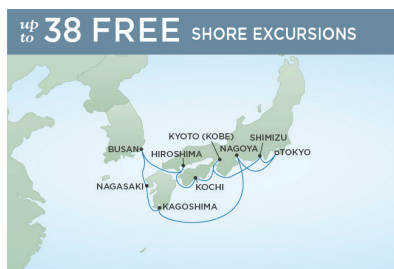 up to 38 FREE SHORE EXCURSIONS
KYOTO (KOBE)
SHIMIZU
BUSAN
HIROSHIMA
NAGOYA
TOKYO
NAGASAKI
KOCHI
KAGOSHIMA